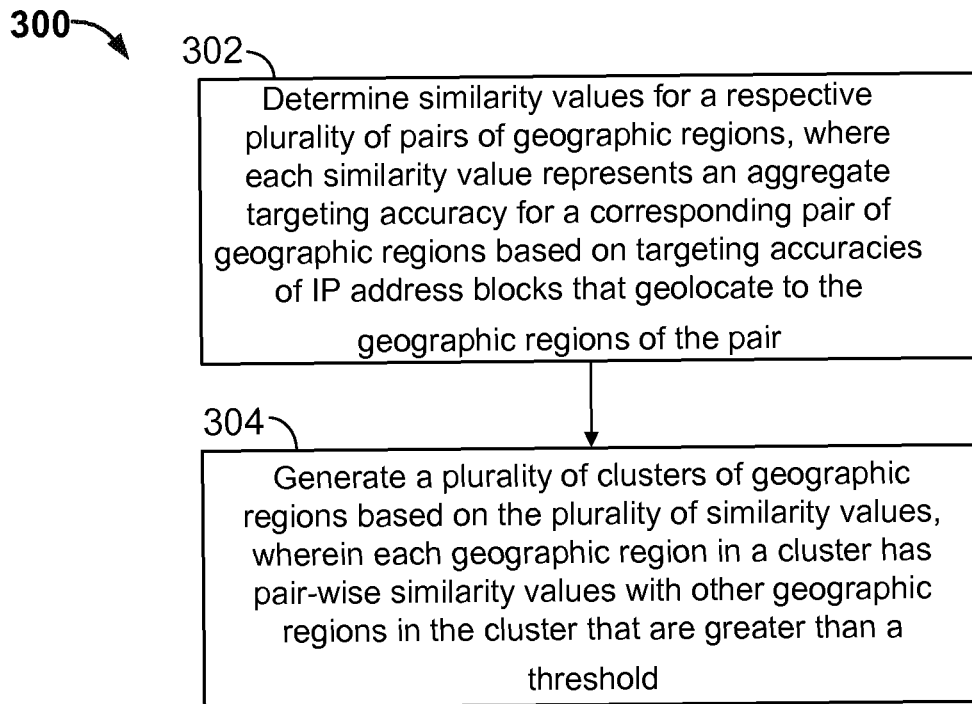 300
302
Determine similarity values for a respective
plurality of pairs of geographic regions, where
each similarity value represents an aggregate
targeting accuracy for a corresponding pair of
geographic regions based on targeting accuracies
of IP address blocks that geolocate to the
geographic regions of the pair
304
Generate a plurality of clusters of geographic
regions based on the plurality of similarity values,
wherein each geographic region in a cluster has
pair-wise similarity values with other geographic
regions in the cluster that are greater than a
threshold